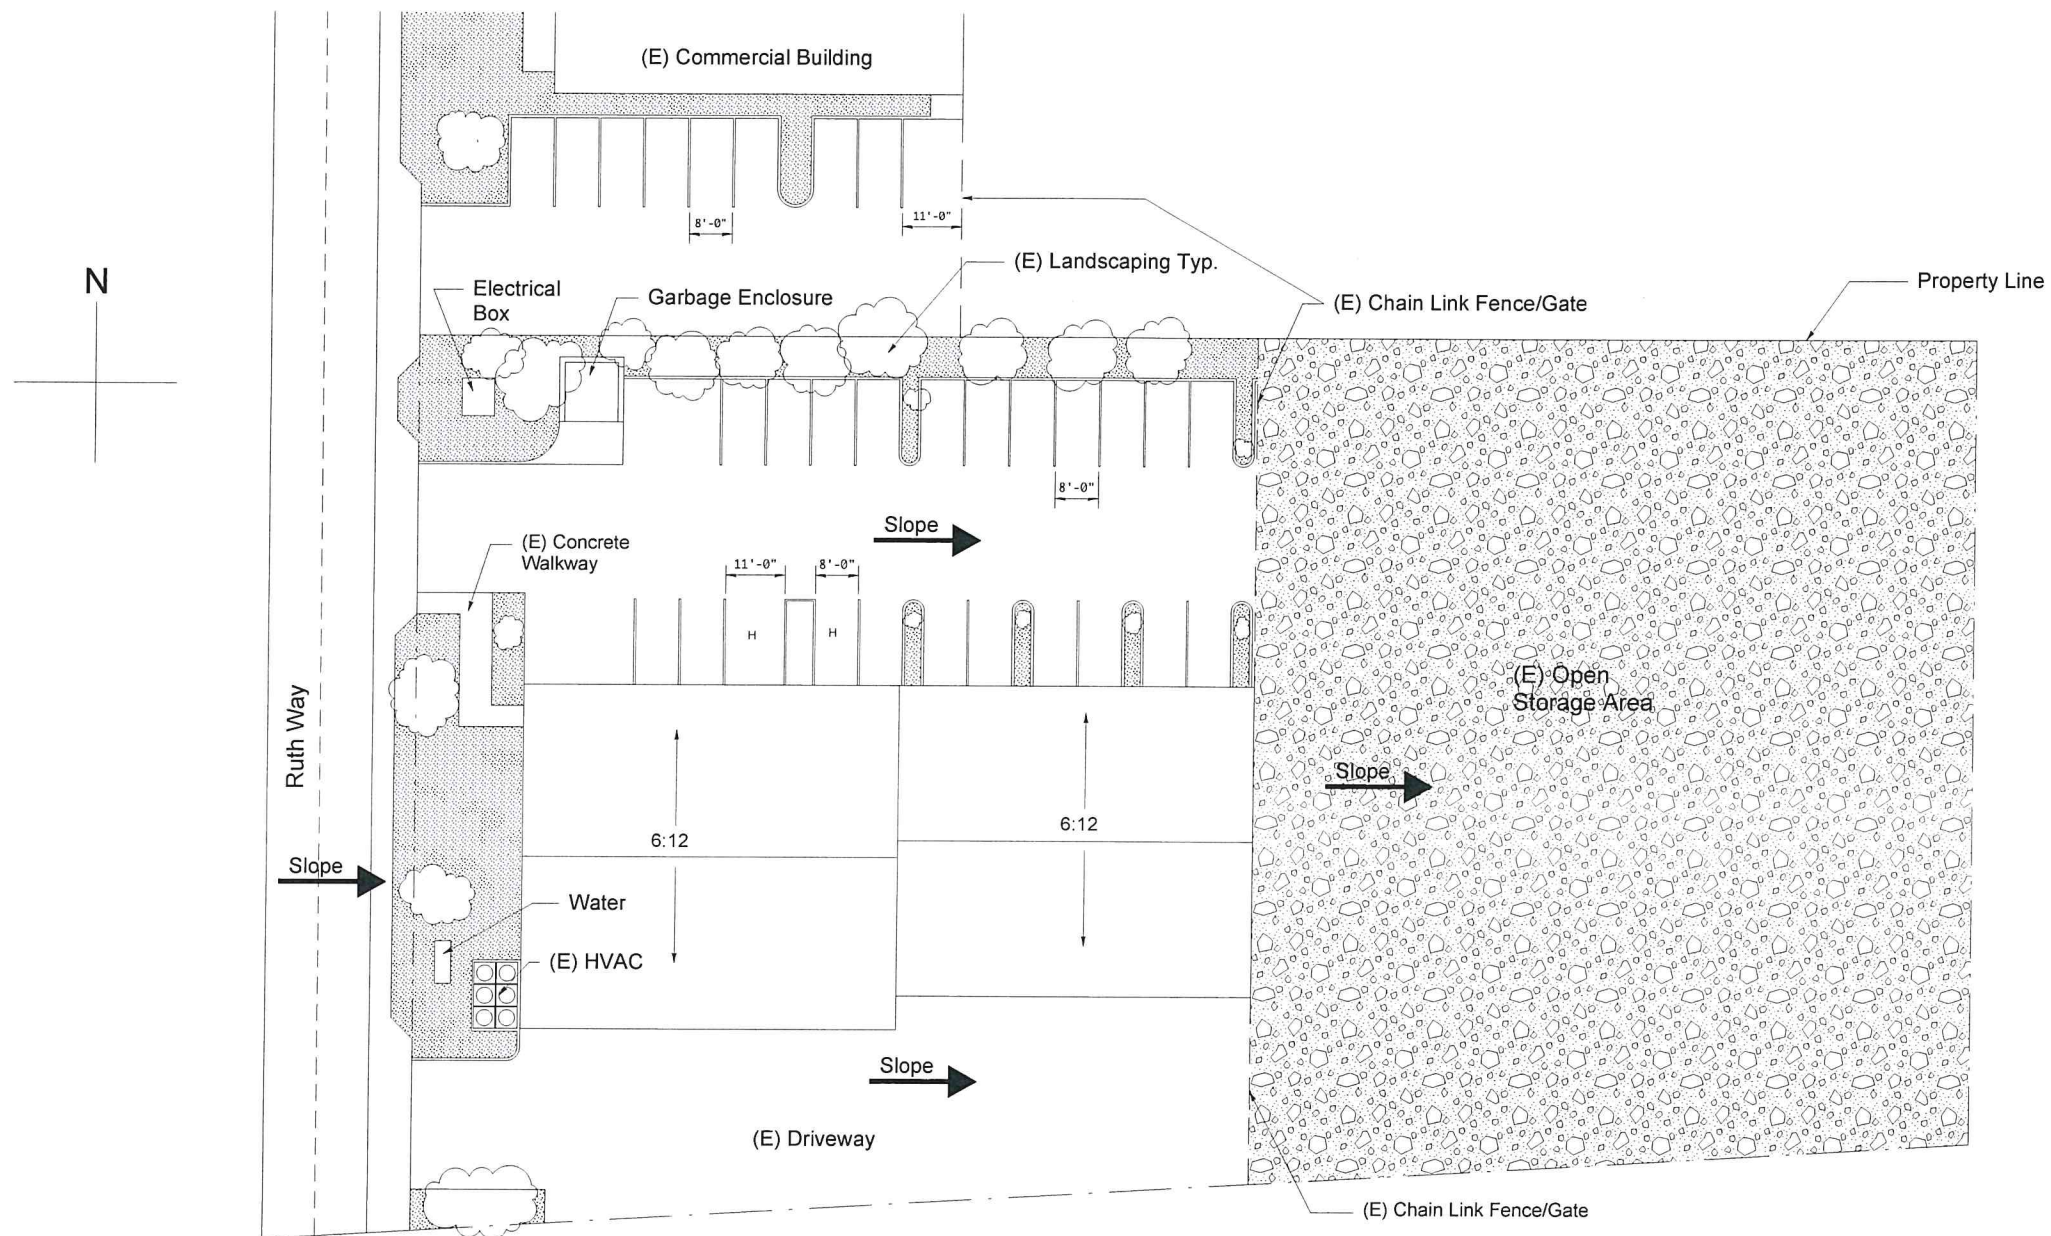 (E) Commercial Building
8'-0"
11'-0"
N
(E) Landscaping Typ.
Property Line
Electrical
Box
Garbage Enclosure
(E) Chain Link Fence/Gate
8'-0"
Slope
(E) Concrete
Walkway
11'-0"
8'-0"
H
H
(E) Open
Storage Area
Ruth Way
Slope
6:12
6:12
Slope
Water
(E) HVAC
Slope
(E) Driveway
(E) Chain Link Fence/Gate